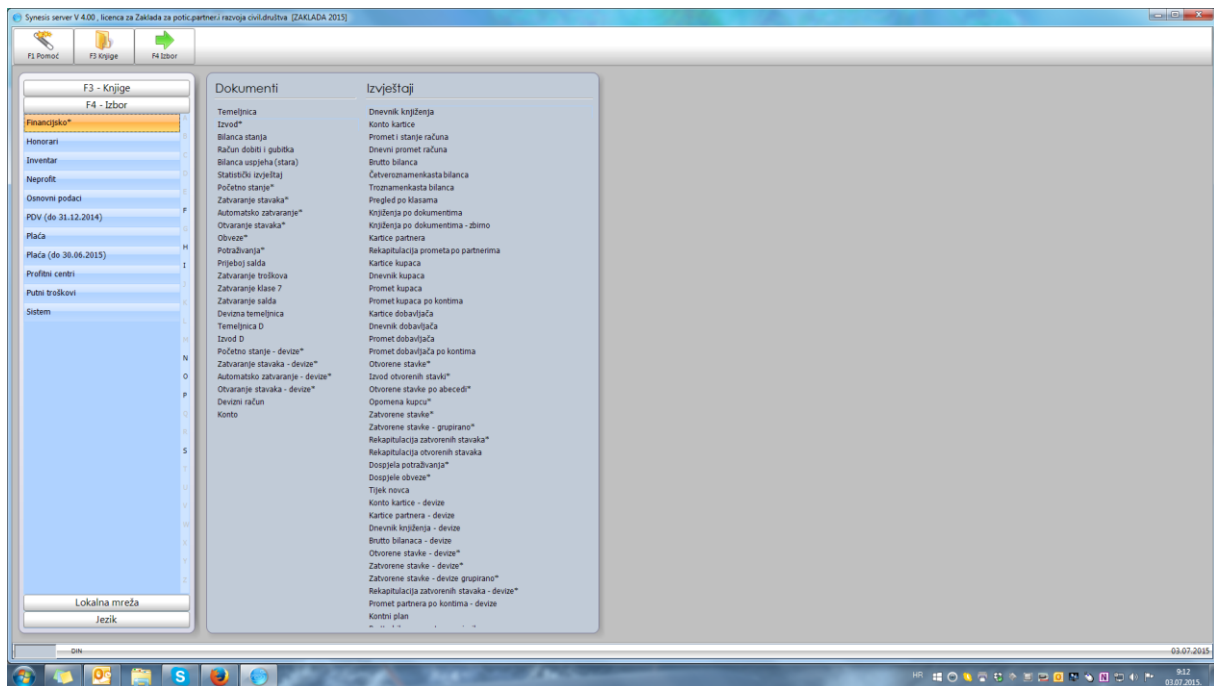 Synesis server V 4.00 , licenca za Zaklada za potic.partner.i razvoja civil.društva [ZAKLADA 2015]
F1 Pomoć
F3 Knjige
F4 Izbor
F3 - Knjige
F4 - Izbor
Financijsko*
Honorari
Inventar
Neprofit
Osnovni podaci
PDV (do 31.12.2014)
Plaća
Plaća (do 30.06.2015)
Profitni centri
Putni troškovi
Sistem
F
H
I
N
O
P
S
Lokalna mreža
Jezik
Dokumenti
Temeljnica
Izvod*
Bilanca stanja
Račun dobiti i gubitka
Bilanca uspjeha (stara)
Statistički izvještaj
Početno stanje*
Zatvaranje stavaka*
Automatsko zatvaranje*
Otvaranje stavaka*
Obveze*
Potraživanja*
Prijeboj salda
Zatvaranje troškova
Zatvaranje klase 7
Zatvaranje salda
Devizna temeljnica
Temeljnica D
Izvod D
Početno stanje - devize*
Zatvaranje stavaka - devize*
Automatsko zatvaranje - devize*
Otvaranje stavaka - devize*
Devizni račun
Konto
Izvještaji
Dnevnik knjiženja
Konto kartice
Promet i stanje računa
Dnevni promet računa
Brutto bilanca
Četveroznamenkasta bilanca
Troznamenkasta bilanca
Pregled po klasama
Knjiženja po dokumentima
Knjiženja po dokumentima - zbirno
Kartice partnera
Rekapitulacija prometa po partnerima
Kartice kupaca
Dnevnik kupaca
Promet kupaca
Promet kupaca po kontima
Kartice dobavljača
Dnevnik dobavljača
Promet dobavljača
Promet dobavljača po kontima
Otvorene stavke*
Izvod otvorenih stavki*
Otvorene stavke po abecedi*
Opomena kupcu*
Zatvorene stavke*
Zatvorene stavke - grupirano*
Rekapitulacija zatvorenih stavaka*
Rekapitulacija otvorenih stavaka
Dospjela potraživanja*
Dospjele obveze*
Tijek novca
Konto kartice - devize
Kartice partnera - devize
Dnevnik knjiženja - devize
Brutto bilanaca - devize
Otvorene stavke - devize*
Zatvorene stavke - devize*
Zatvorene stavke - devize grupirano*
Rekapitulacija zatvorenih stavaka - devize*
Promet partnera po kontima - devize
Kontni plan
DIN
03.07.2015
HR
9:12
03.07.2015.